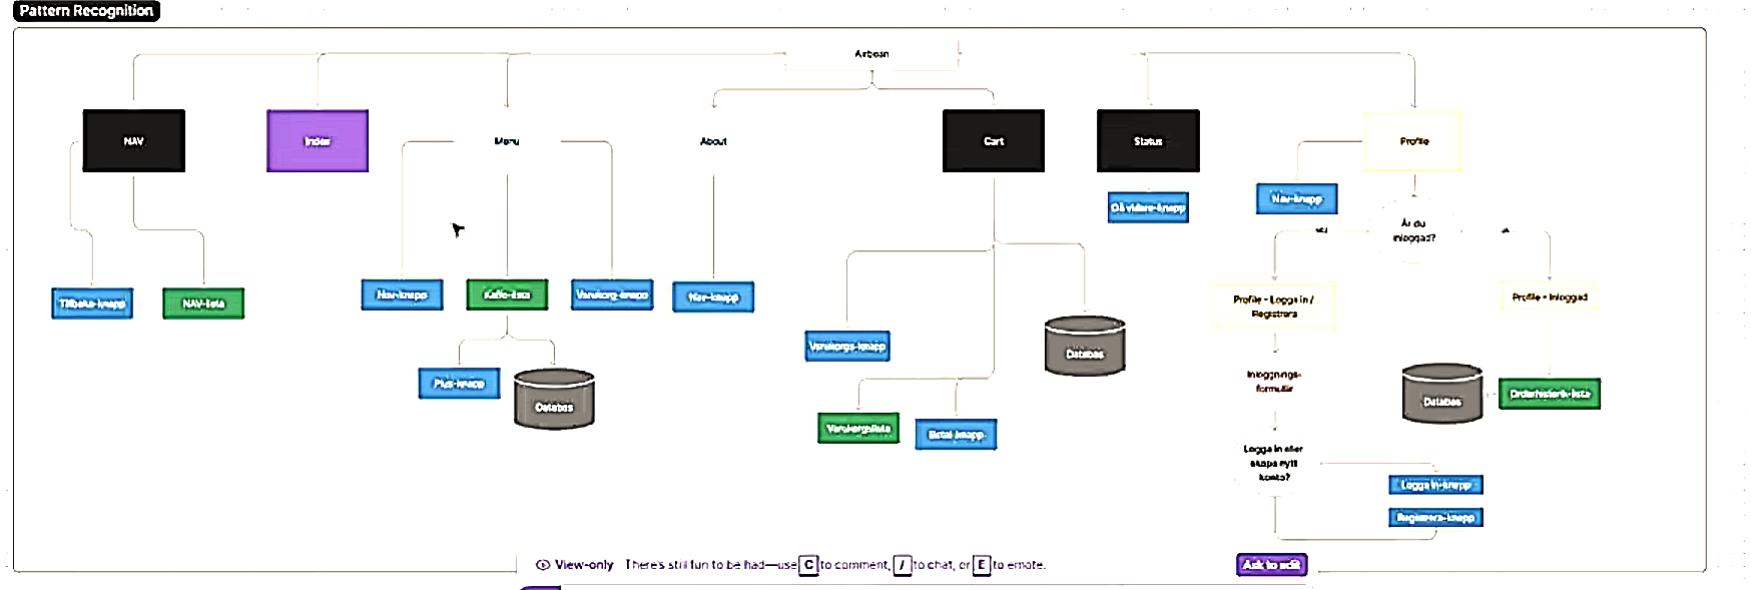 Pattern Recognition
Airbean
NAV
Index
Menu
About
Cart
Status
Profile
Gå vidare-knapp
Nav-knapp
Är du
inloggad?
Tillbaka-knapp
NAV-lista
Nav-knapp
Kaffe-lista
Varukorg-knapp
Nav-knapp
Profile - Logga in /
Registrera
Profile - Inloggad
Varukorgs-knapp
Databas
Plus-knapp
Databas
Inloggnings-
formulär
Databas
Orderhistorik-lista
Varukorgslista
Betal-knapp
Logga in eller
skapa nytt
konto?
Logga in-knapp
Registrera-knapp
View-only There's still fun to be had—use C to comment, / to chat, or E to emote.
Ask to edit